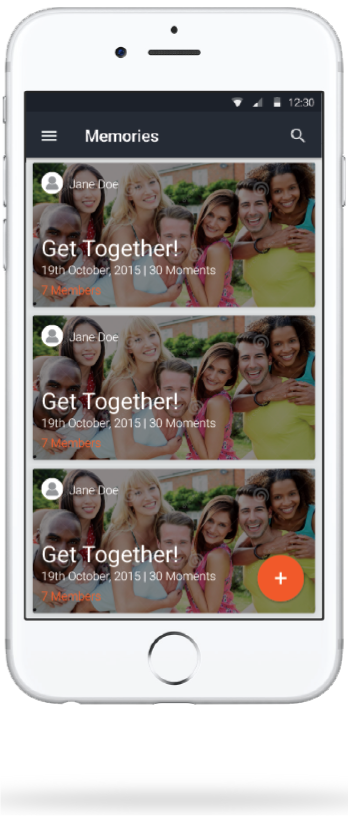 12:30
Memories
Jane Doe
Get Together!
19th October, 2015 | 30 Moments
7 Members
Jane Doe
Get Together!
19th October, 2015 | 30 Moments
7 Members
Jane Doe
Get Together!
19th October, 2015 | 30 Moments
7 Members